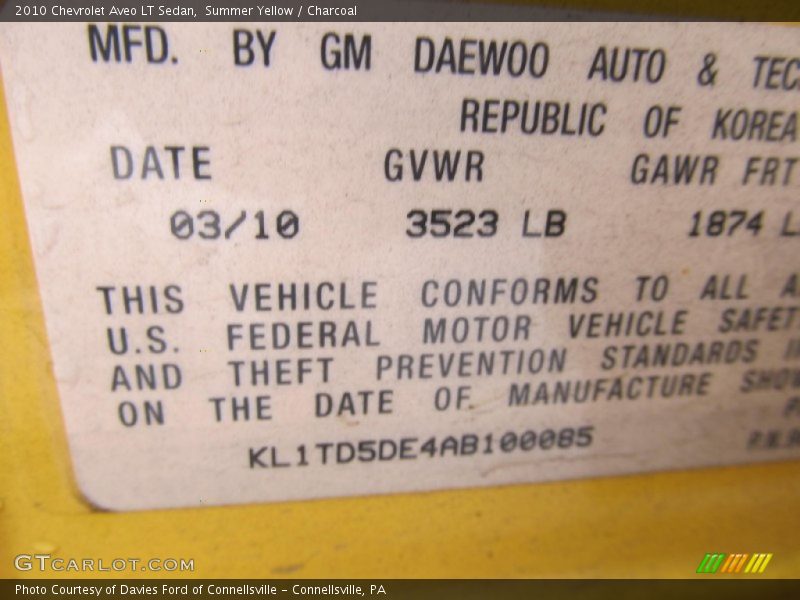 2010 Chevrolet Aveo LT Sedan, Summer Yellow / Charcoal
MFD. BY GM DAEWOO AUTO & TEC
REPUBLIC OF KOREA
DATE GVWR GAWR FRT
03/10 3523 LB 1874 L
THIS VEHICLE CONFORMS TO ALL A
U.S. FEDERAL MOTOR VEHICLE SAFET
AND THEFT PREVENTION STANDARDS I
ON THE DATE OF MANUFACTURE SHOW
KL1TD5DE4AB100085
GTCARLOT.COM
Photo Courtesy of Davies Ford of Connellsville - Connellsville, PA